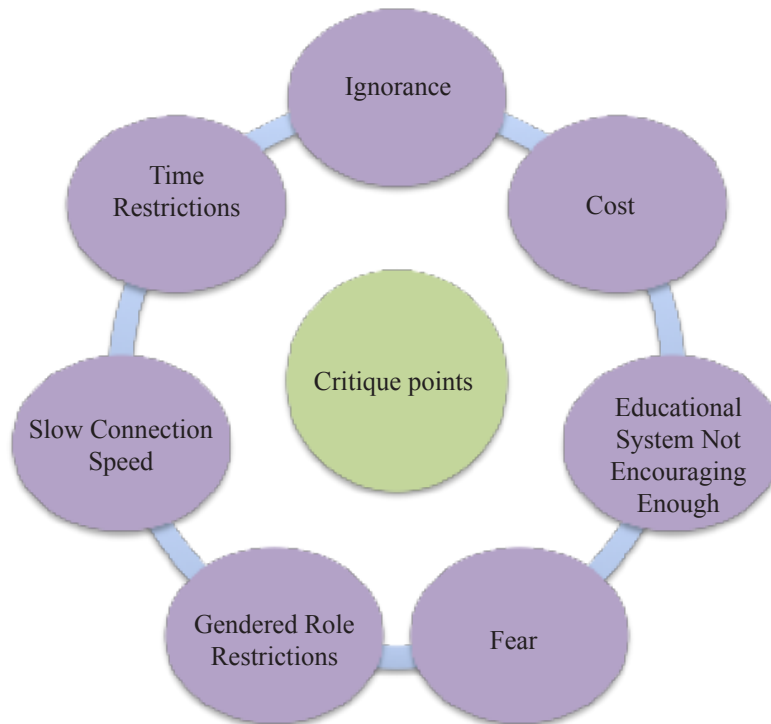 Ignorance
Cost
Educational
System Not
Encouraging
Enough
Fear
Gendered Role
Restrictions
Slow Connection
Speed
Time
Restrictions
Critique points